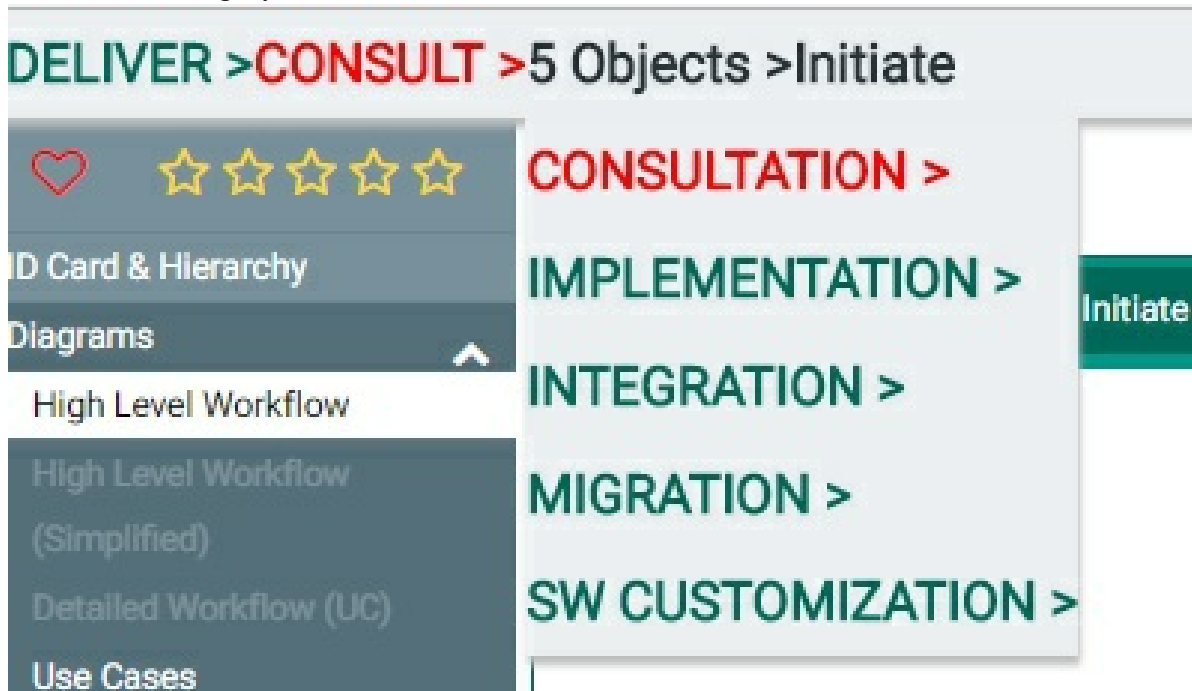 DELIVER >CONSULT >5 Objects >Initiate
CONSULTATION >
ID Card & Hierarchy
IMPLEMENTATION >
Initiate
Diagrams
High Level Workflow
INTEGRATION >
High Level Workflow
(Simplified)
MIGRATION >
Detailed Workflow (UC)
SW CUSTOMIZATION >
Use Cases